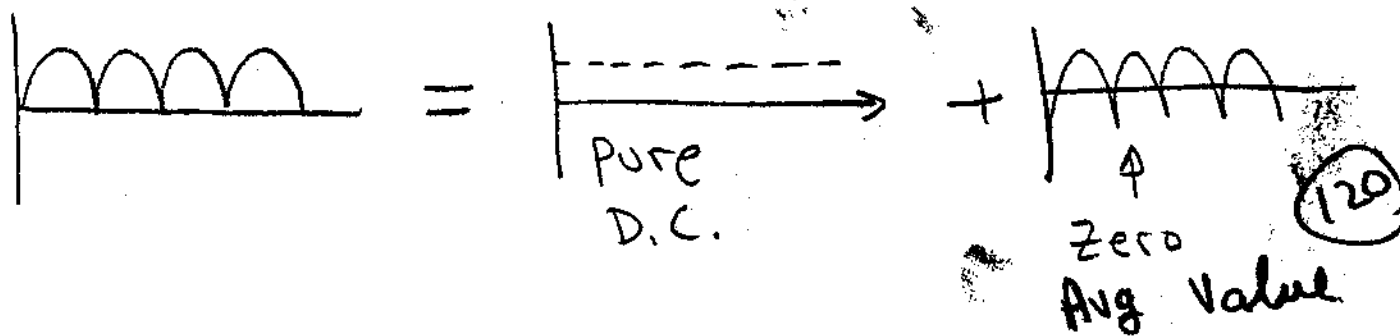 =
+
Pure
D.C.
120
Zero
Avg Value